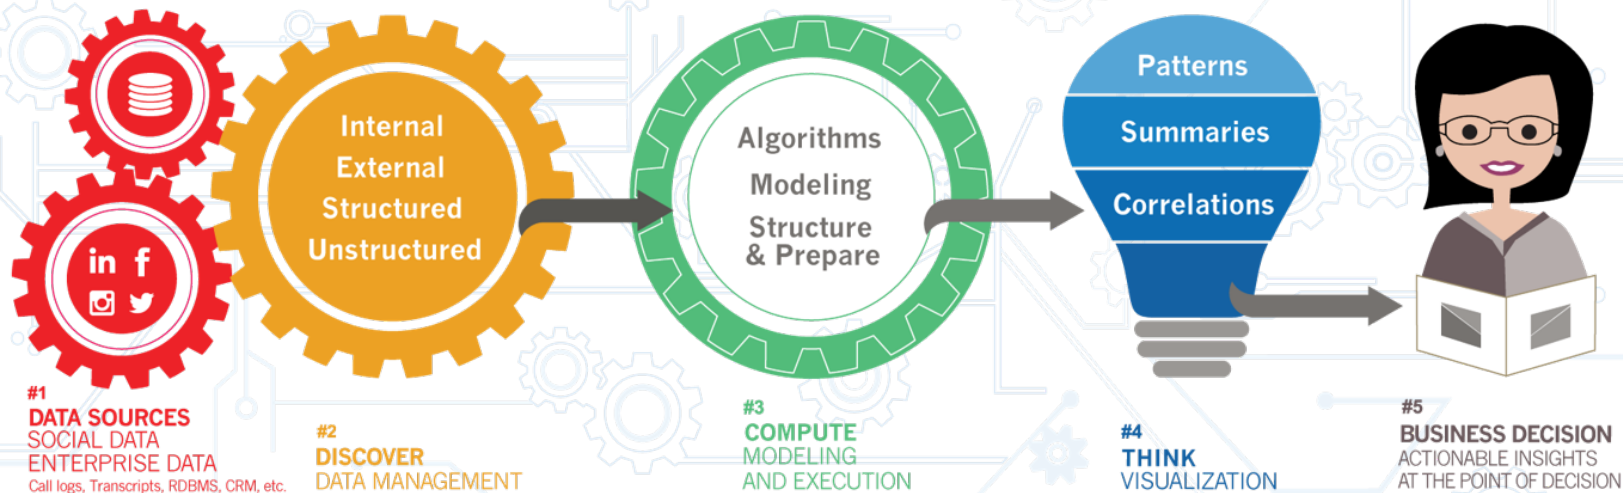 in f
Internal
External
Structured
Unstructured
Algorithms
Modeling
Structure
& Prepare
Patterns
Summaries
Correlations
#1
DATA SOURCES
SOCIAL DATA
ENTERPRISE DATA
Call logs, Transcripts, RDBMS, CRM, etc.
#2
DISCOVER
DATA MANAGEMENT
#3
COMPUTE
MODELING
AND EXECUTION
#4
THINK
VISUALIZATION
#5
BUSINESS DECISION
ACTIONABLE INSIGHTS
AT THE POINT OF DECISION